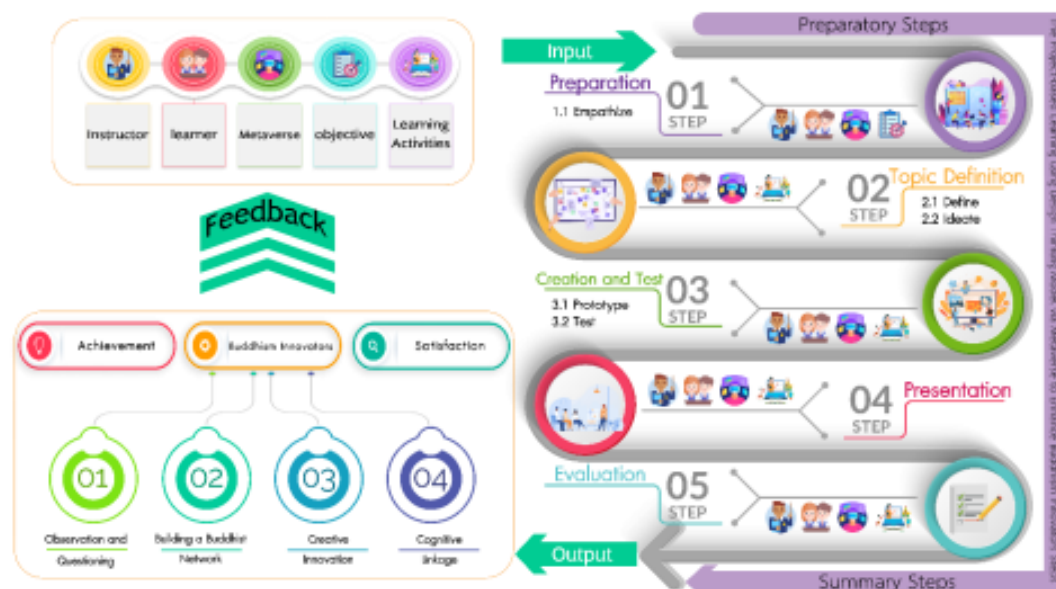 Instructor
learner
Metaverse
objective
Learning
Activities
Feedback
Achievement
Buddhism Innovators
Satisfaction
01
Observation and
Questioning
02
Building a Buddhist
Network
03
Creative
Innovation
04
Cognitive
linkage
Input
Preparatory Steps
Preparation
1.1 Empathize
01
STEP
02
STEP
Topic Definition
2.1 Define
2.2 Ideate
Creation and Test
3.1 Prototype
3.2 Test
03
STEP
04
STEP
Presentation
Evaluation
05
STEP
Output
Summary Steps